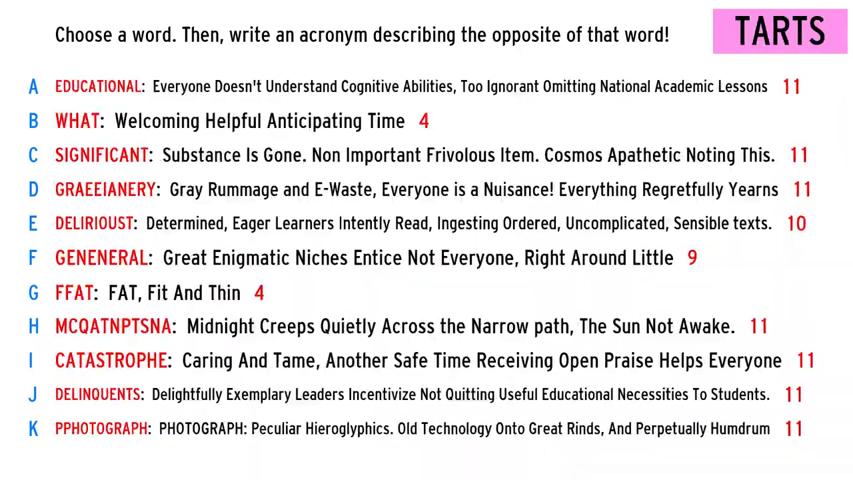 Choose a word. Then, write an acronym describing the opposite of that word! TARTS
A EDUCATIONAL: Everyone Doesn't Understand Cognitive Abilities, Too Ignorant Omitting National Academic Lessons 11
B WHAT: Welcoming Helpful Anticipating Time 4
C SIGNIFICANT: Substance Is Gone. Non Important Frivolous Item. Cosmos Apathetic Noting This. 11
D GRAEEIANERY: Gray Rummage and E-Waste, Everyone is a Nuisance! Everything Regretfully Yearns 11
E DELIRIOUST: Determined, Eager Learners Intently Read, Ingesting Ordered, Uncomplicated, Sensible texts. 10
F GENENERAL: Great Enigmatic Niches Entice Not Everyone, Right Around Little 9
G FFAT: FAT, Fit And Thin 4
H MCQATNPTSNA: Midnight Creeps Quietly Across the Narrow path, The Sun Not Awake. 11
I CATASTROPHE: Caring And Tame, Another Safe Time Receiving Open Praise Helps Everyone 11
J DELINQUENTS: Delightfully Exemplary Leaders Incentivize Not Quitting Useful Educational Necessities To Students. 11
K PPHOTOGRAPH: PHOTOGRAPH: Peculiar Hieroglyphics. Old Technology Onto Great Rinds, And Perpetually Humdrum 11